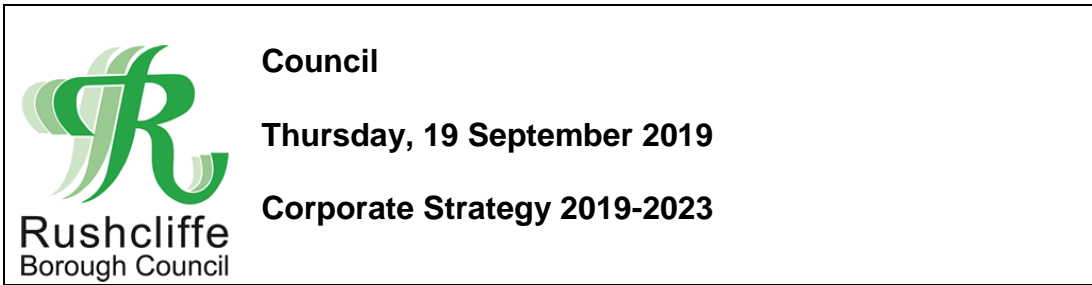 Council
Thursday, 19 September 2019
Corporate Strategy 2019-2023
R
Rushcliffe
Borough Council